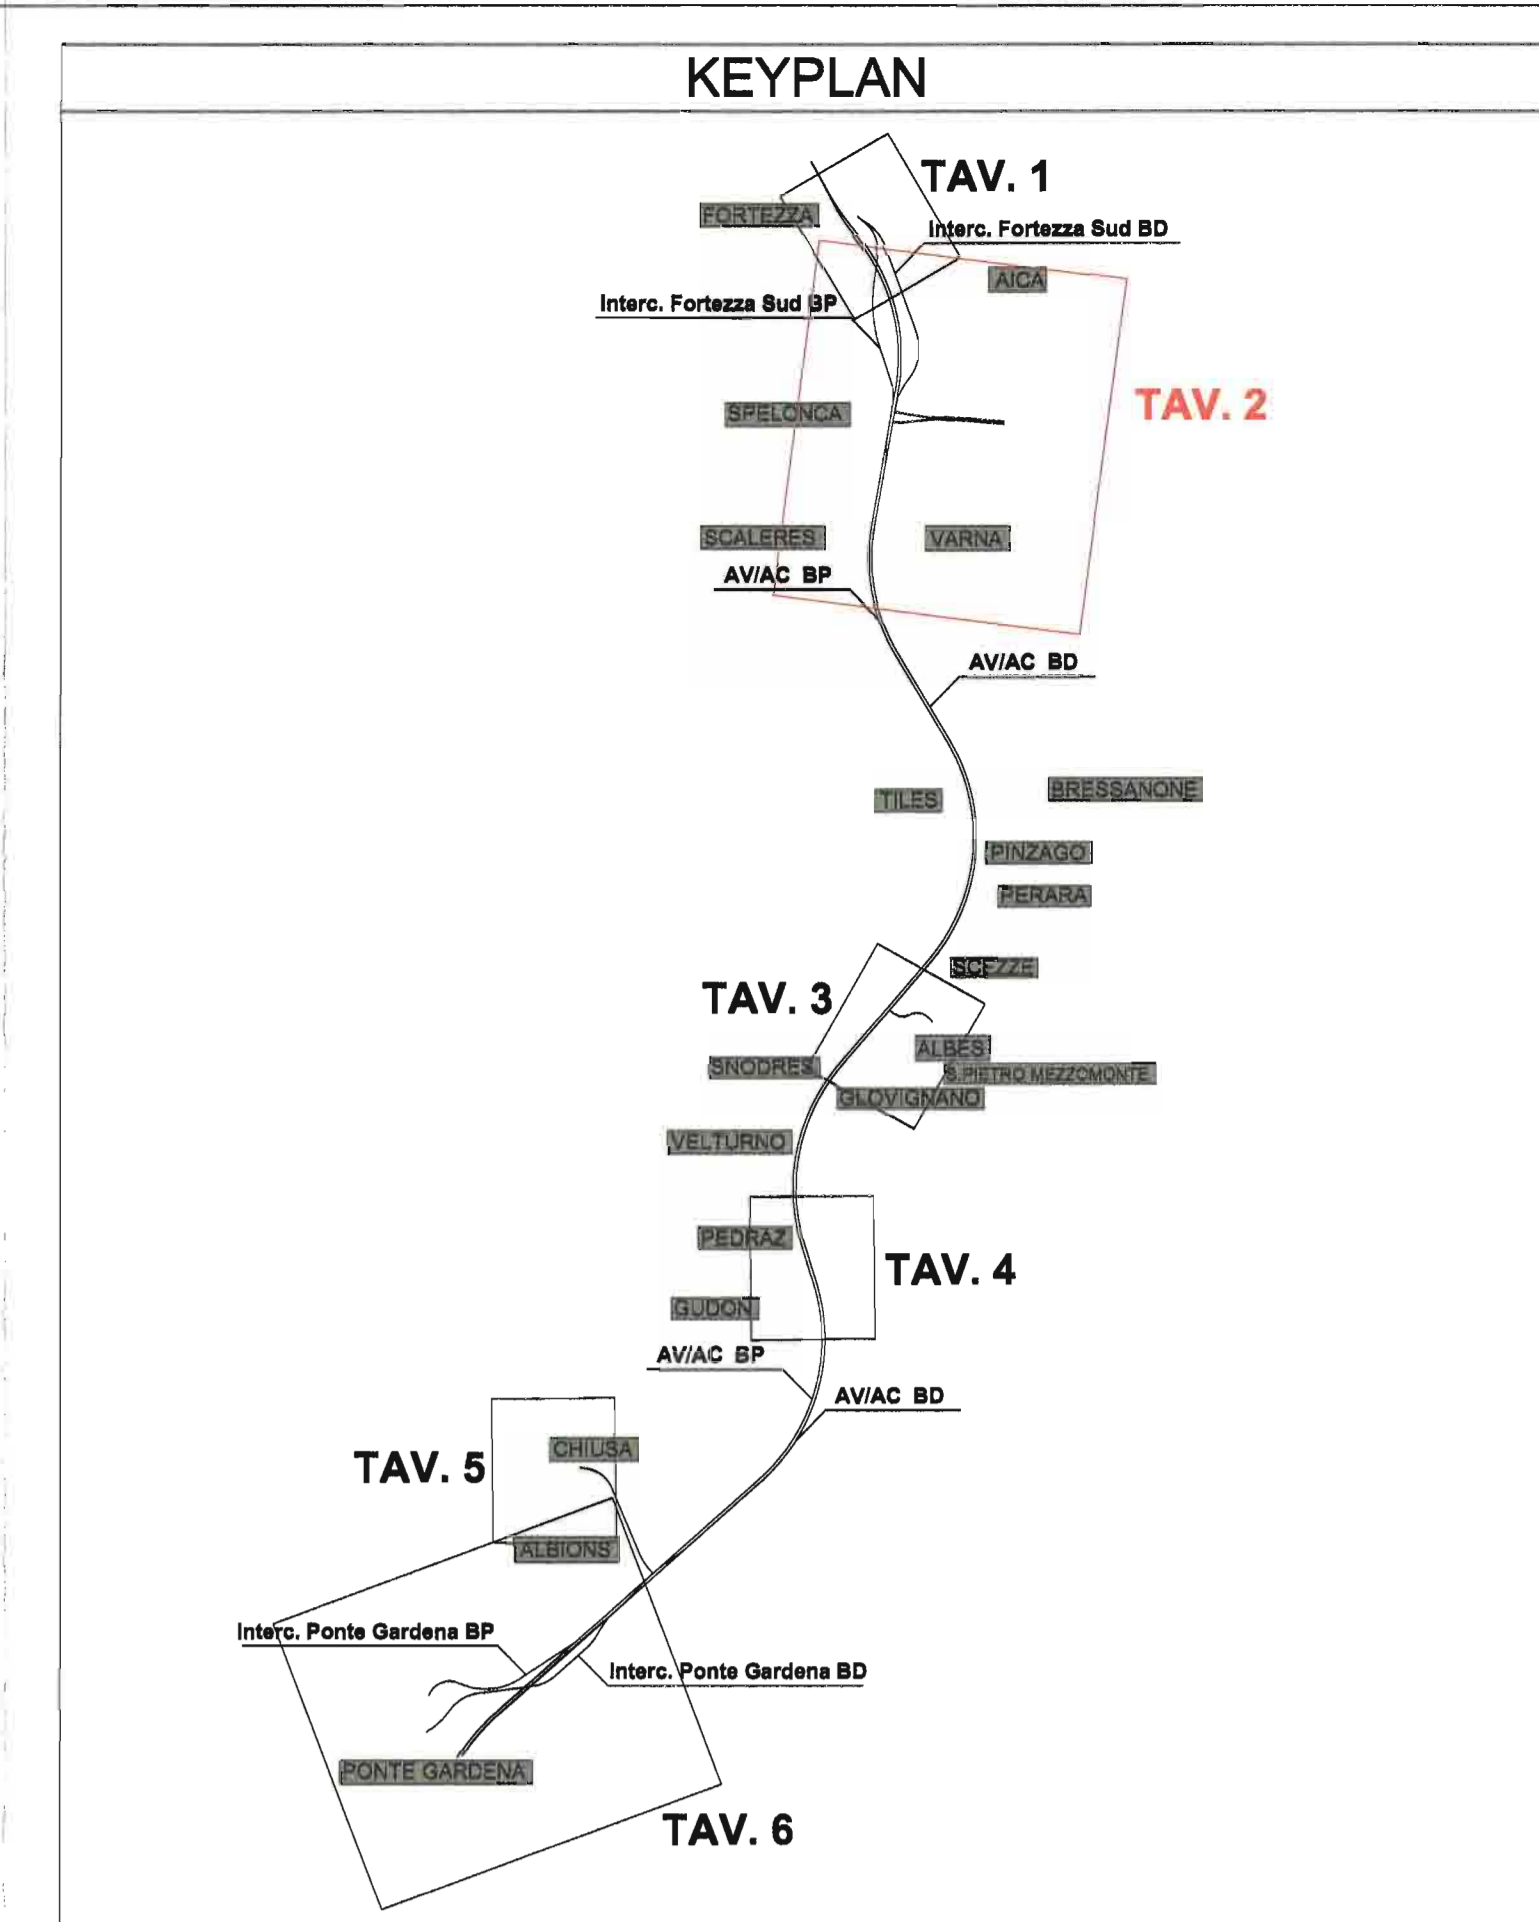 KEYPLAN
TAV. 1
FORTEZZA
Interc. Fortezza Sud BD
AICA
Interc. Fortezza Sud BP
TAV. 2
SPELONCA
SCALERES
VARNA
AV/AC BP
AV/AC BD
BRESSANONE
TILES
PINZAGO
PERARA
SCEZZE
TAV. 3
ALBES
SNODRES
S.PIETRO MEZZOMONTE
GLOVIGNANO
VELTURNO
PEDRAZ
TAV. 4
GUDON
AV/AC BP
AV/AC BD
CHIUSA
TAV. 5
ALBIONS
Interc. Ponte Gardena BP
Interc. Ponte Gardena BD
PONTE GARDENA
TAV. 6